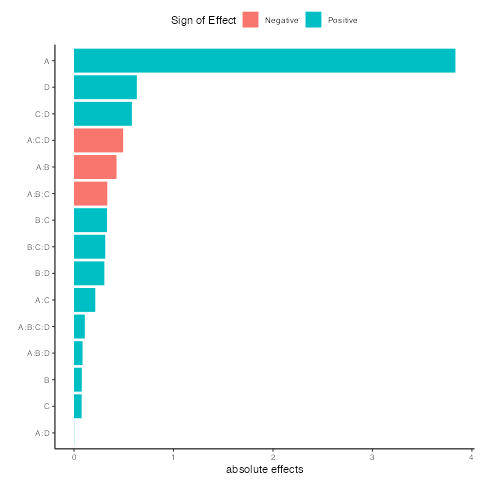 Sign of Effect Negative Positive
A
D
C:D
A:C:D
A:B
A:B:C
B:C
B:C:D
B:D
A:C
A:B:C:D
A:B:D
B
C
A:D
0 1 2 3 4
absolute effects